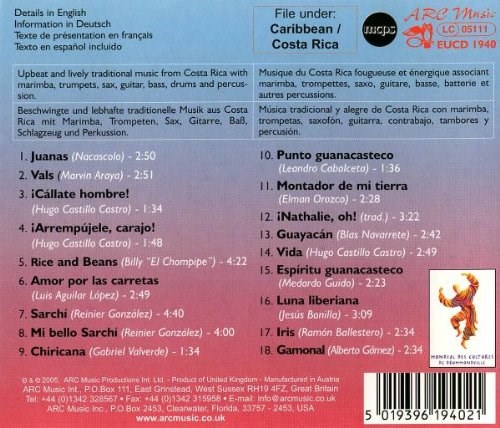 Details in English
Information in Deutsch
Texte de présentation en français
Texto en español incluido
File under:
Caribbean /
Costa Rica
mcps
ARC Music
LC 05111
EUCD 1940
Upbeat and lively traditional music from Costa Rica with
marimba, trumpets, sax, guitar, bass, drums and percus-
sion.
Beschwingte und lebhafte traditionelle Musik aus Costa
Rica mit Marimba, Trompeten, Sax, Gitarre, Baß,
Schlagzeug und Perkussion.
Musique du Costa Rica fougueuse et énergique associant
marimba, trompettes, saxo, guitare, basse, batterie et
autres percussions.
Música tradicional y alegre de Costa Rica con marimba,
trompetas, saxofón, guitarra, contrabajo, tambores y
percusión.
1. Juanas (Nacascolo) - 2:50
2. Vals (Marvin Araya) - 2:51
3. ¡Cállate hombre!
(Hugo Castillo Castro) - 1:34
4. ¡Arrempújele, carajo!
(Hugo Castillo Castro) - 1:48
5. Rice and Beans (Billy "El Chompipe") - 4:22
6. Amor por las carretas
(Luis Aguilar López) - 2:49
7. Sarchí (Reinier González) - 4:40
8. Mi bello Sarchí (Reinier González) - 4:00
9. Chiricana (Gabriel Valverde) - 1:34
10. Punto guanacasteco
(Leandro Cabalceta) - 1:36
11. Montador de mi tierra
(Elman Orozco) - 2:28
12. ¡Nathalie, oh! (trad.) - 3:22
13. Guayacán (Blas Navarrete) - 2:42
14. Vida (Hugo Castillo Castro) - 2:44
15. Espíritu guanacasteco
(Medardo Guido) - 2:23
16. Luna liberiana
(Jesús Bonilla) - 3:09
17. Iris (Ramón Ballestero) - 2:34
18. Gamonal (Alberto Gámez) - 2:34
MONDIAL DES CULTURES
DE DRUMMONDVILLE
℗ & © 2005, ARC Music Productions Int. Ltd. - Product of United Kingdom - Manufactured in Austria
ARC Music Int., P.O.Box 111, East Grinstead, West Sussex RH19 4FZ, Great Britain
Tel: +44 (0)1342 328567 - Fax: +44 (0)1342 315958 - E-mail: info@arcmusic.co.uk
ARC Music Inc., P.O.Box 2453, Clearwater, Florida, 33757 - 2453, USA
www.arcmusic.co.uk
5 019396 194021